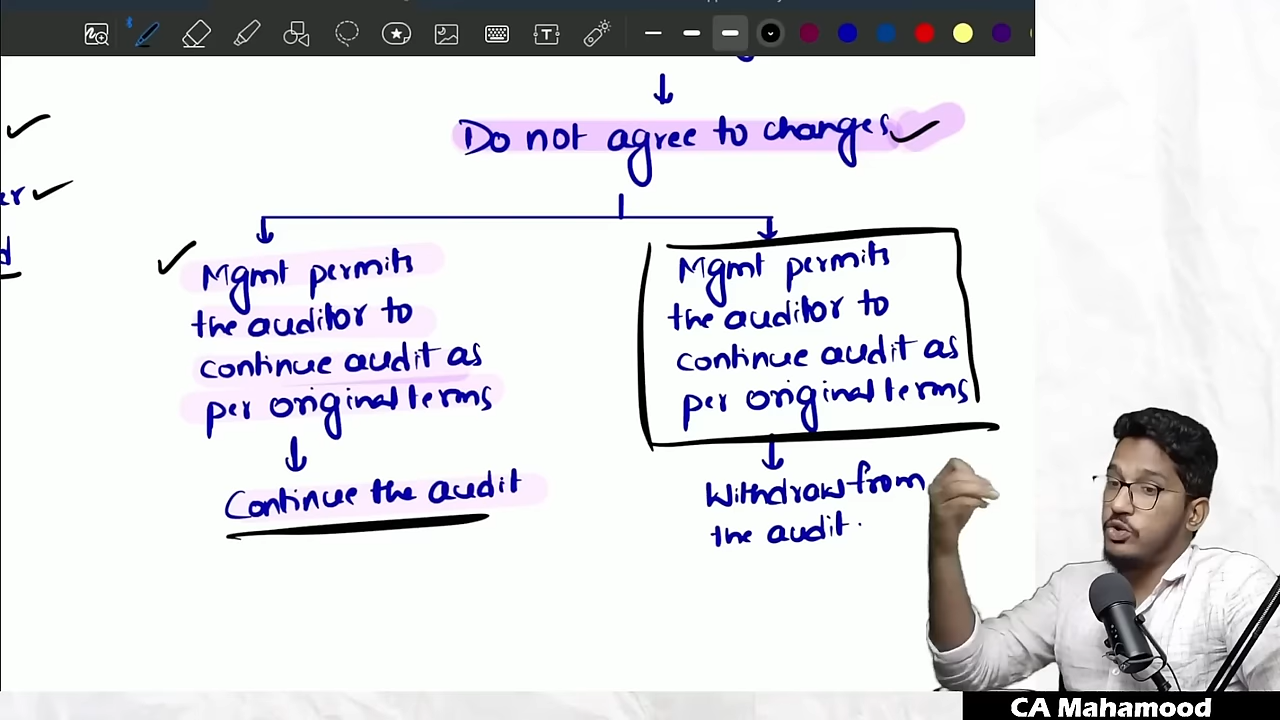 Do not agree to changes
er
d
Mgmt permits
the auditor to
continue audit as
per original terms
Continue the audit
Mgmt permits
the auditor to
continue audit as
per original terms
Withdraw from
the audit.
T
CA Mahamood